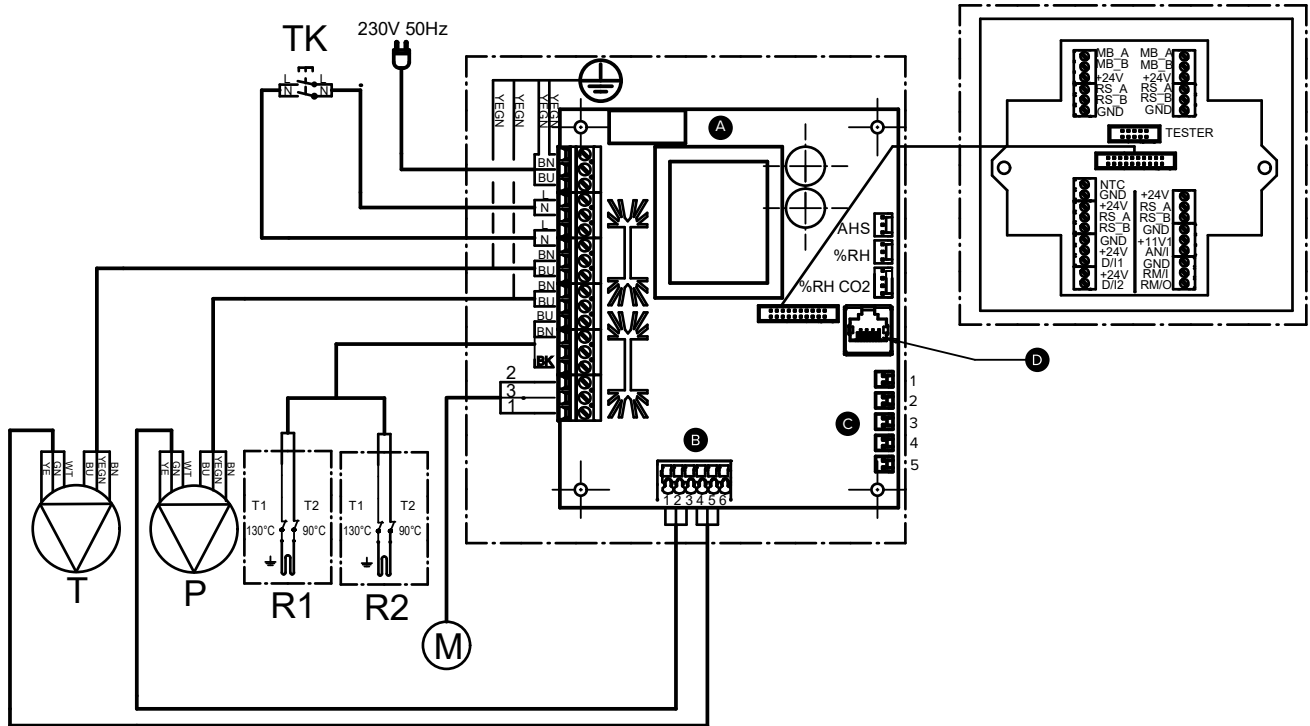 TK
230V 50Hz
L
N
L
N
YEGN
YEGN
YEGN
YEGN
BN
BU
L
N
L
N
BN
BU
BN
BU
BU
BN
BK
2
3
1
A
AHS
%RH
%RH CO2
D
C
1
2
3
4
5
B
1 2 3 4 5 6
MB_A MB_A
MB_B MB_B
+24V +24V
RS_A RS_A
RS_B RS_B
GND GND
TESTER
NTC
GND +24V
+24V RS_A
RS_A RS_B
RS_B GND
GND +11V1
+24V AN/I
D/I1 GND
+24V RM/I
D/I2 RM/O
YE GN WT BU YEGN BN
YE GN WT BU YEGN BN
T1 T2
130°C 90°C
T1 T2
130°C 90°C
T
P
R1
R2
M